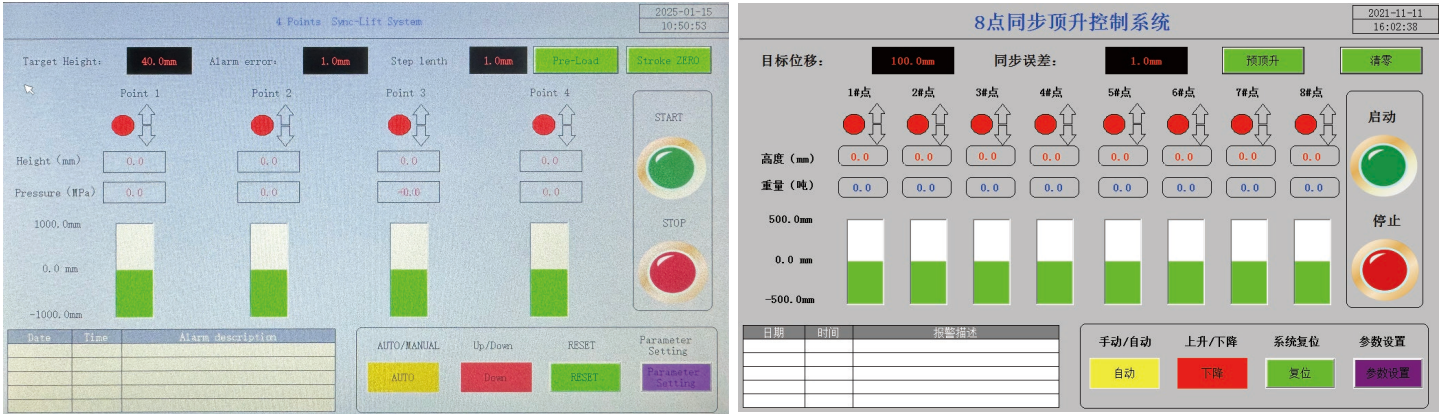 4 Points Sync-Lift System
2025-01-15
10:50:53
Target Height:
40.0mm
Alarm error:
1.0mm
Step lenth
1.0mm
Pre-Load
Stroke ZERO
Point 1
Point 2
Point 3
Point 4
START
Height (mm)
0.0
0.0
0.0
0.0
Pressure (MPa)
0.0
0.0
-0.0
0.0
1000.0mm
STOP
0.0 mm
-1000.0mm
Date
Time
Alarm description
AUTO/MANUAL
Up/Down
RESET
Parameter
Setting
AUTO
Down
RESET
Parameter
Setting
8点同步顶升控制系统
2021-11-11
16:02:38
目标位移:
100.0mm
同步误差:
1.0mm
预顶升
清零
1#点
2#点
3#点
4#点
5#点
6#点
7#点
8#点
启动
高度(mm)
0.0
0.0
0.0
0.0
0.0
0.0
0.0
0.0
重量(吨)
0.0
0.0
0.0
0.0
0.0
0.0
0.0
0.0
500.0mm
停止
0.0 mm
-500.0mm
日期
时间
报警描述
手动/自动
上升/下降
系统复位
参数设置
自动
下降
复位
参数设置